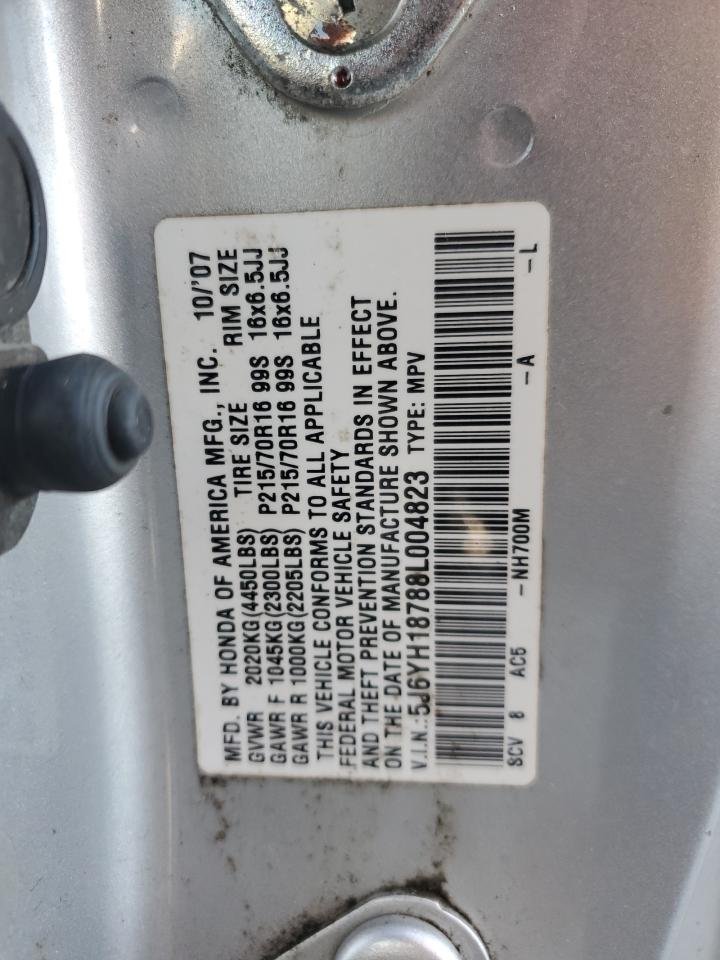 MFD. BY HONDA OF AMERICA MFG., INC. 10/'07
GVWR 2020KG(4450LBS) TIRE SIZE RIM SIZE
GAWR F 1045KG(2300LBS) P215/70R16 99S 16x6.5JJ
GAWR R 1000KG(2205LBS) P215/70R16 99S 16x6.5JJ
THIS VEHICLE CONFORMS TO ALL APPLICABLE
FEDERAL MOTOR VEHICLE SAFETY
AND THEFT PREVENTION STANDARDS IN EFFECT
ON THE DATE OF MANUFACTURE SHOWN ABOVE.
V.I.N.:5J6YH18788L004823 TYPE: MPV
SCV 8 AC5 -NH700M -A -L